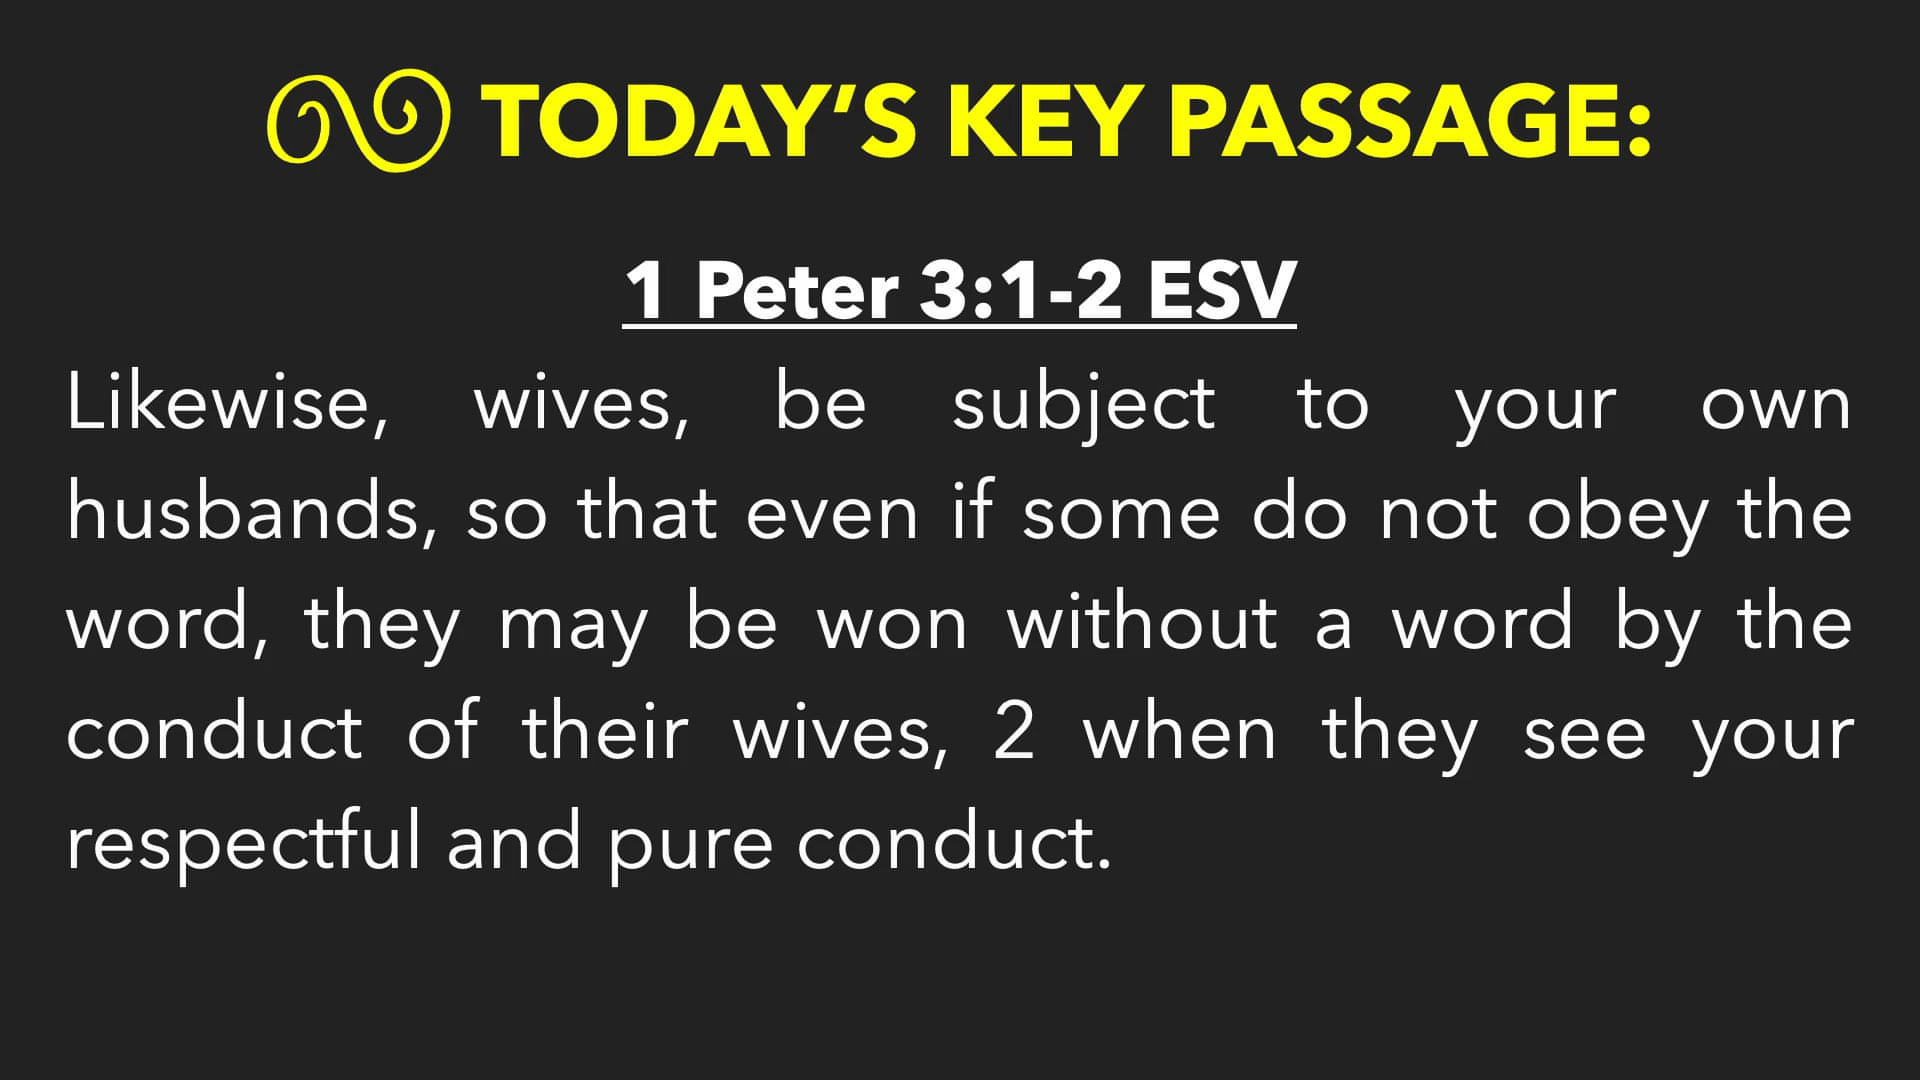 TODAY’S KEY PASSAGE:
1 Peter 3:1-2 ESV
Likewise, wives, be subject to your own
husbands, so that even if some do not obey the
word, they may be won without a word by the
conduct of their wives, 2 when they see your
respectful and pure conduct.